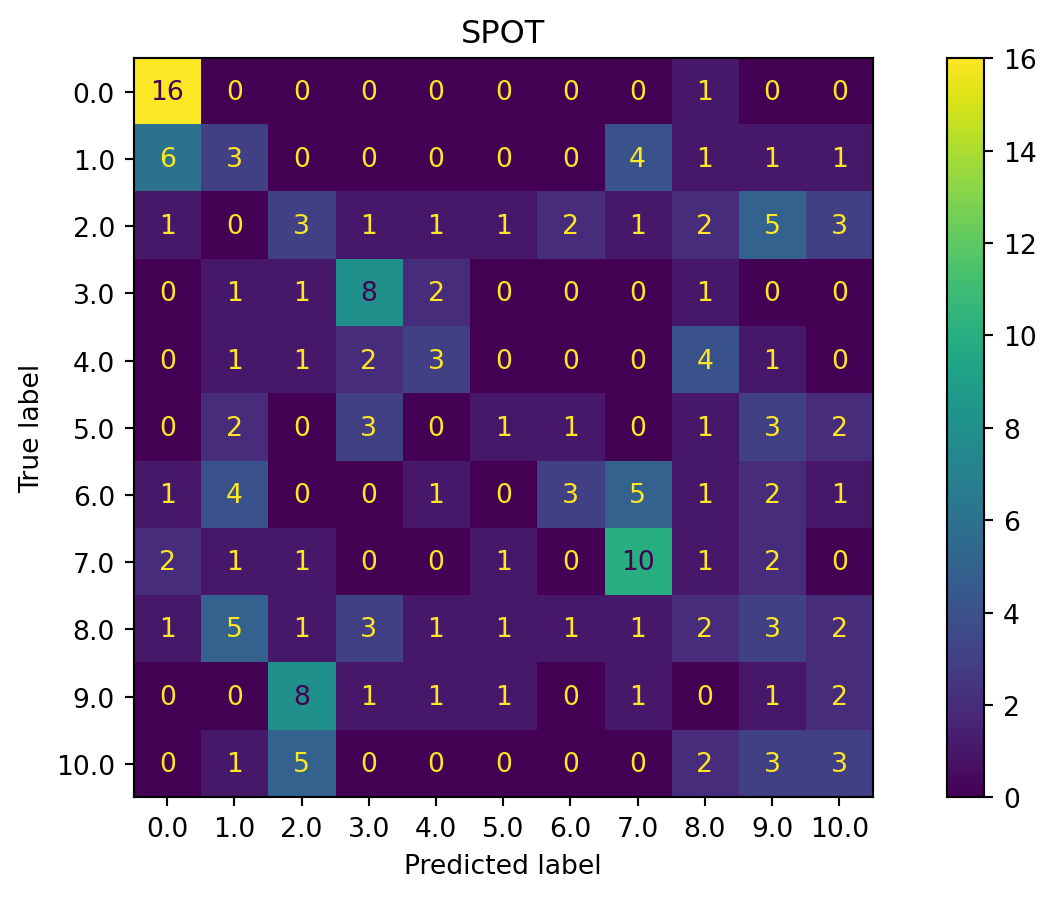 SPOT
0.0 16 0 0 0 0 0 0 0 1 0 0
1.0 6 3 0 0 0 0 0 4 1 1 1
2.0 1 0 3 1 1 1 2 1 2 5 3
3.0 0 1 1 8 2 0 0 0 1 0 0
4.0 0 1 1 2 3 0 0 0 4 1 0
5.0 0 2 0 3 0 1 1 0 1 3 2
6.0 1 4 0 0 1 0 3 5 1 2 1
7.0 2 1 1 0 0 1 0 10 1 2 0
8.0 1 5 1 3 1 1 1 1 2 3 2
9.0 0 0 8 1 1 1 0 1 0 1 2
10.0 0 1 5 0 0 0 0 0 2 3 3
0.0 1.0 2.0 3.0 4.0 5.0 6.0 7.0 8.0 9.0 10.0
Predicted label
True label
16
14
12
10
8
6
4
2
0